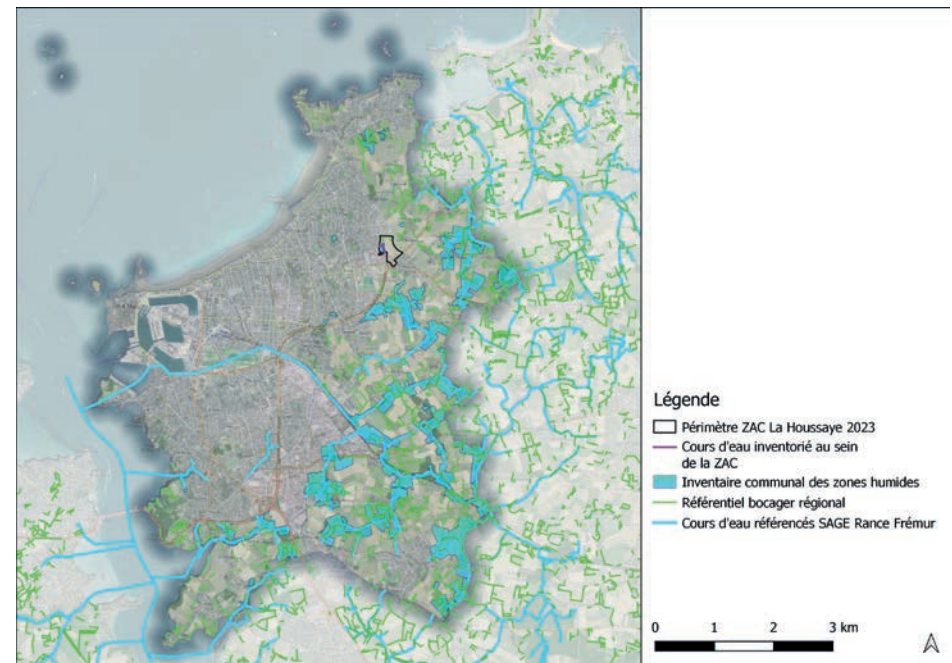 Légende
Périmètre ZAC La Houssaye 2023
Cours d'eau inventorié au sein
de la ZAC
Inventaire communal des zones humides
Référentiel bocager régional
Cours d'eau référencés SAGE Rance Frémur
0 1 2 3 km